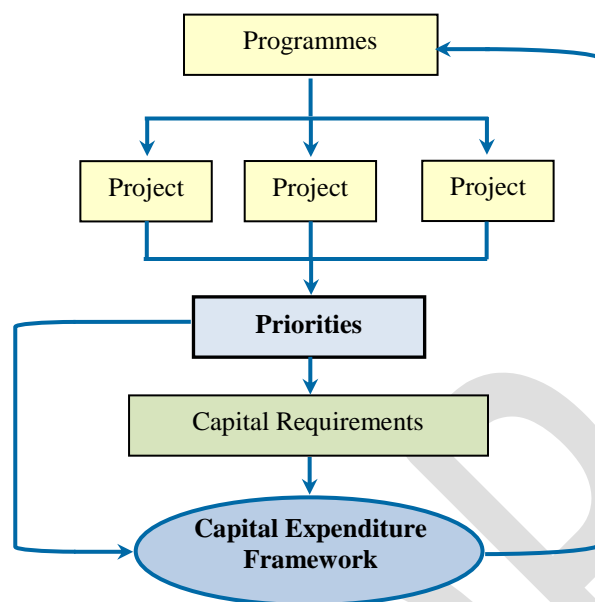 Programmes
Project Project Project
Priorities
Capital Requirements
Capital Expenditure
Framework